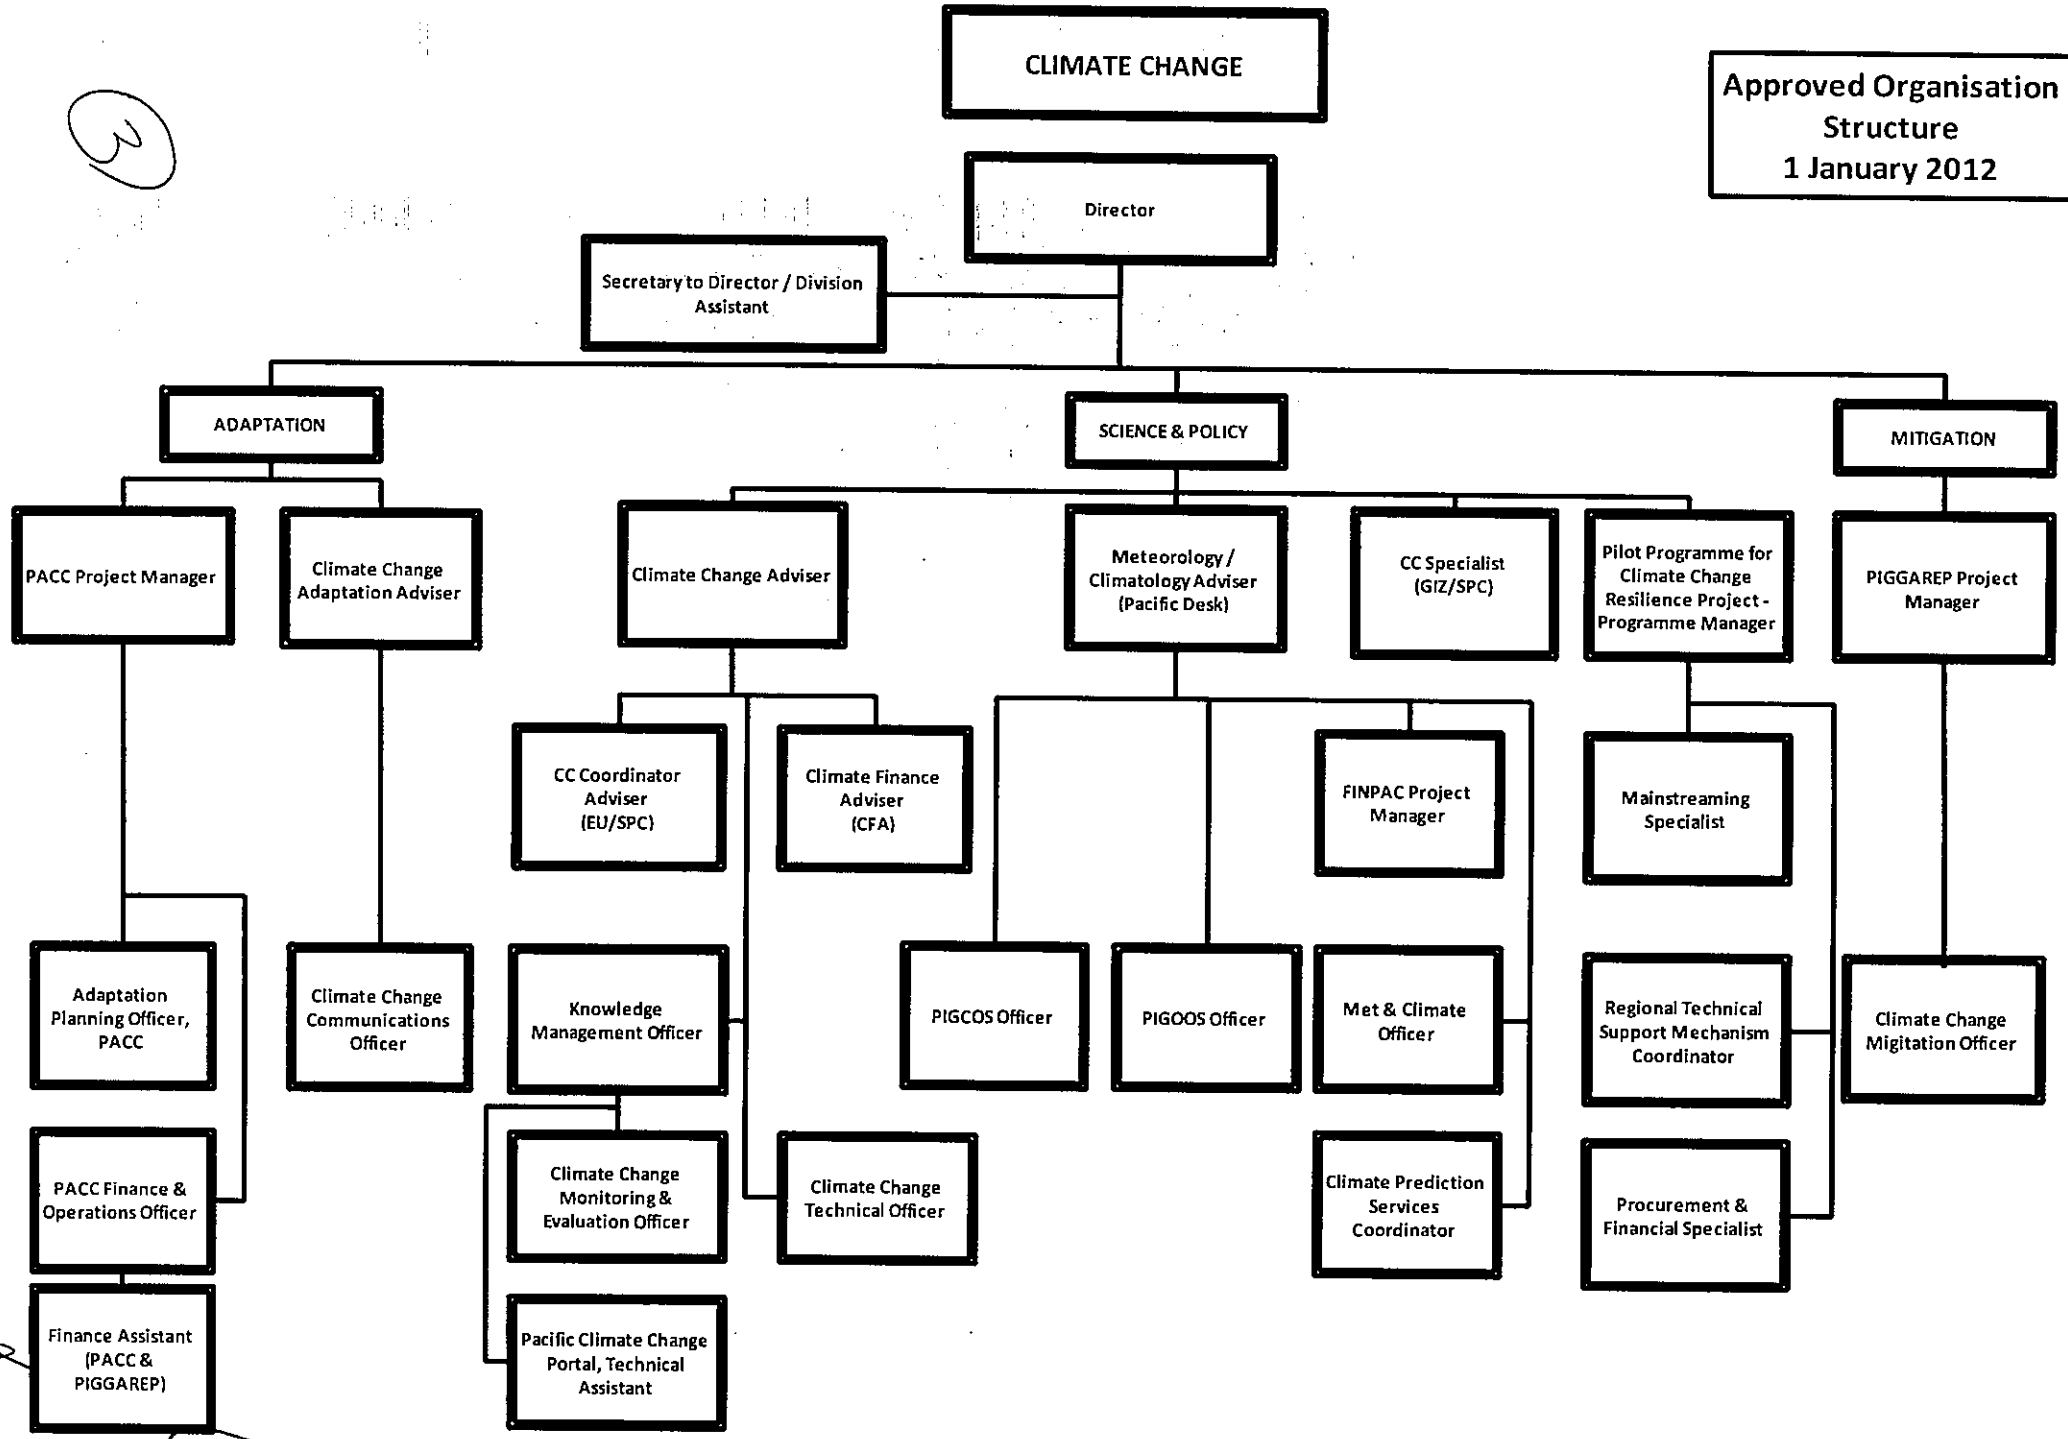 CLIMATE CHANGE
Approved Organisation
Structure
1 January 2012
3
Director
Secretary to Director / Division
Assistant
ADAPTATION
SCIENCE & POLICY
MITIGATION
PACC Project Manager
Climate Change
Adaptation Adviser
Climate Change Adviser
Meteorology /
Climatology Adviser
(Pacific Desk)
CC Specialist
(GIZ/SPC)
Pilot Programme for
Climate Change
Resilience Project -
Programme Manager
PIGGAREP Project
Manager
CC Coordinator
Adviser
(EU/SPC)
Climate Finance
Adviser
(CFA)
FINPAC Project
Manager
Mainstreaming
Specialist
Adaptation
Planning Officer,
PACC
Climate Change
Communications
Officer
Knowledge
Management Officer
PIGCOS Officer
PIGOOS Officer
Met & Climate
Officer
Regional Technical
Support Mechanism
Coordinator
Climate Change
Migitation Officer
PACC Finance &
Operations Officer
Climate Change
Monitoring &
Evaluation Officer
Climate Change
Technical Officer
Climate Prediction
Services
Coordinator
Procurement &
Financial Specialist
Finance Assistant
(PACC &
PIGGAREP)
Pacific Climate Change
Portal, Technical
Assistant